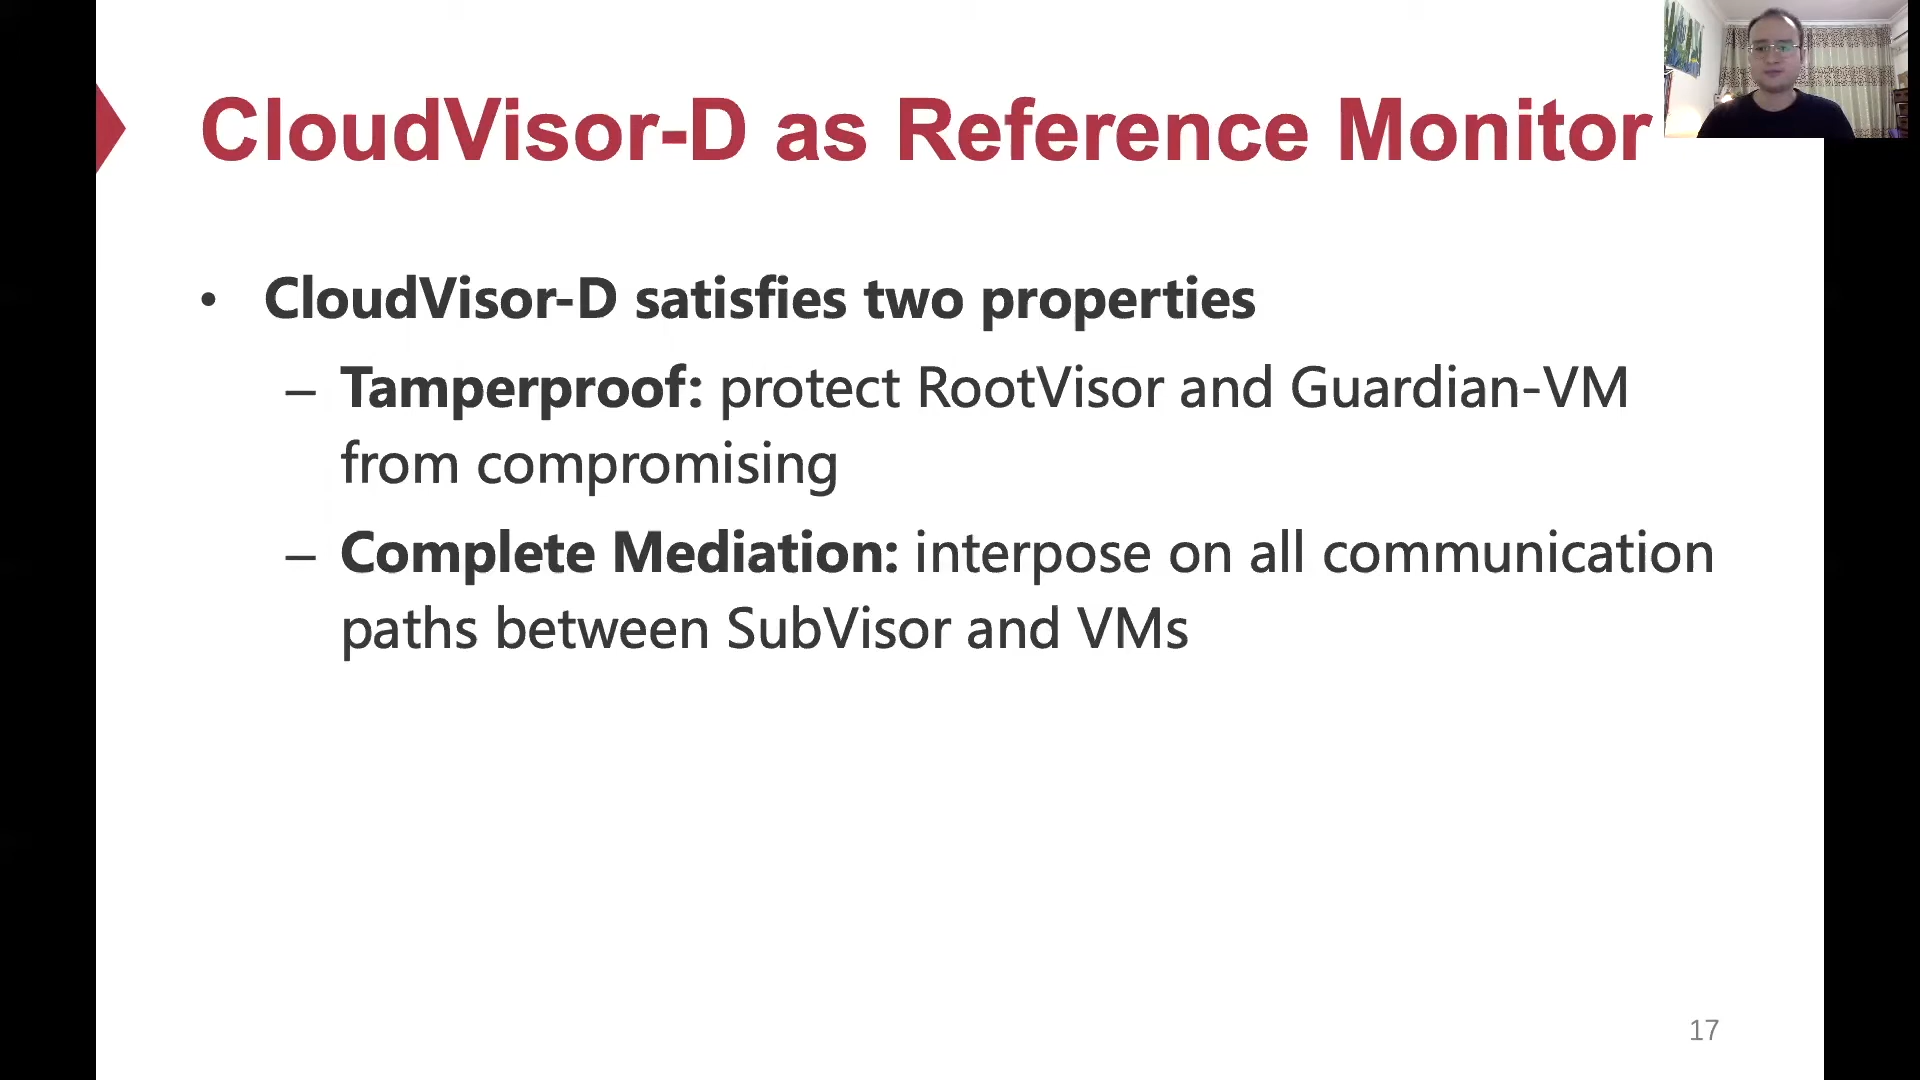 CloudVisor-D as Reference Monitor
• CloudVisor-D satisfies two properties
– Tamperproof: protect RootVisor and Guardian-VM
from compromising
– Complete Mediation: interpose on all communication
paths between SubVisor and VMs
17